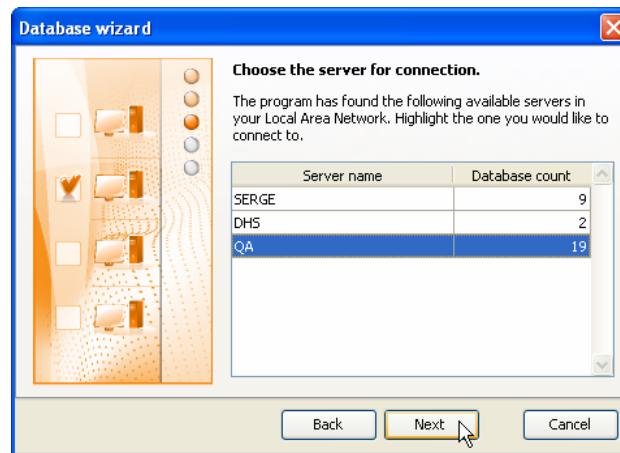 Database wizard
Choose the server for connection.
The program has found the following available servers in
your Local Area Network. Highlight the one you would like to
connect to.
Server name Database count
SERGE 9
DHS 2
QA 19
Back Next Cancel